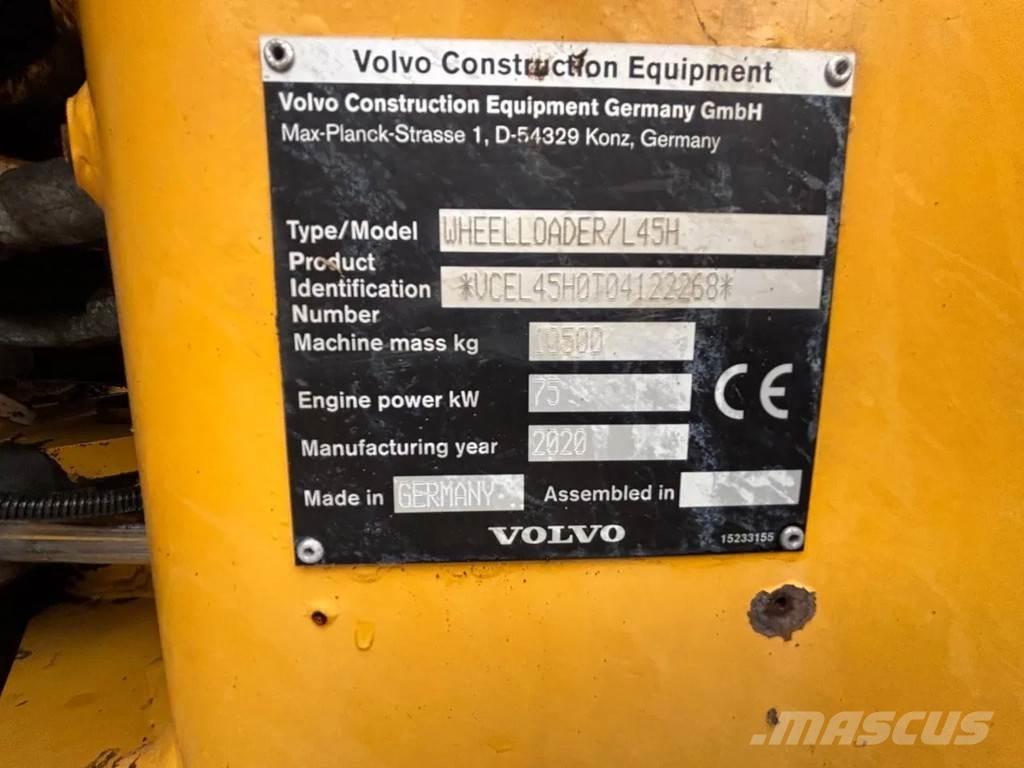 Volvo Construction Equipment
Volvo Construction Equipment Germany GmbH
Max-Planck-Strasse 1, D-54329 Konz, Germany
Type/Model WHEELLOADER/L45H
Product
Identification *VCEL45H0T04122268*
Number
Machine mass kg 10500
Engine power kW 75
CE
Manufacturing year 2020
Made in GERMANY Assembled in
VOLVO 15233155
MASCUS